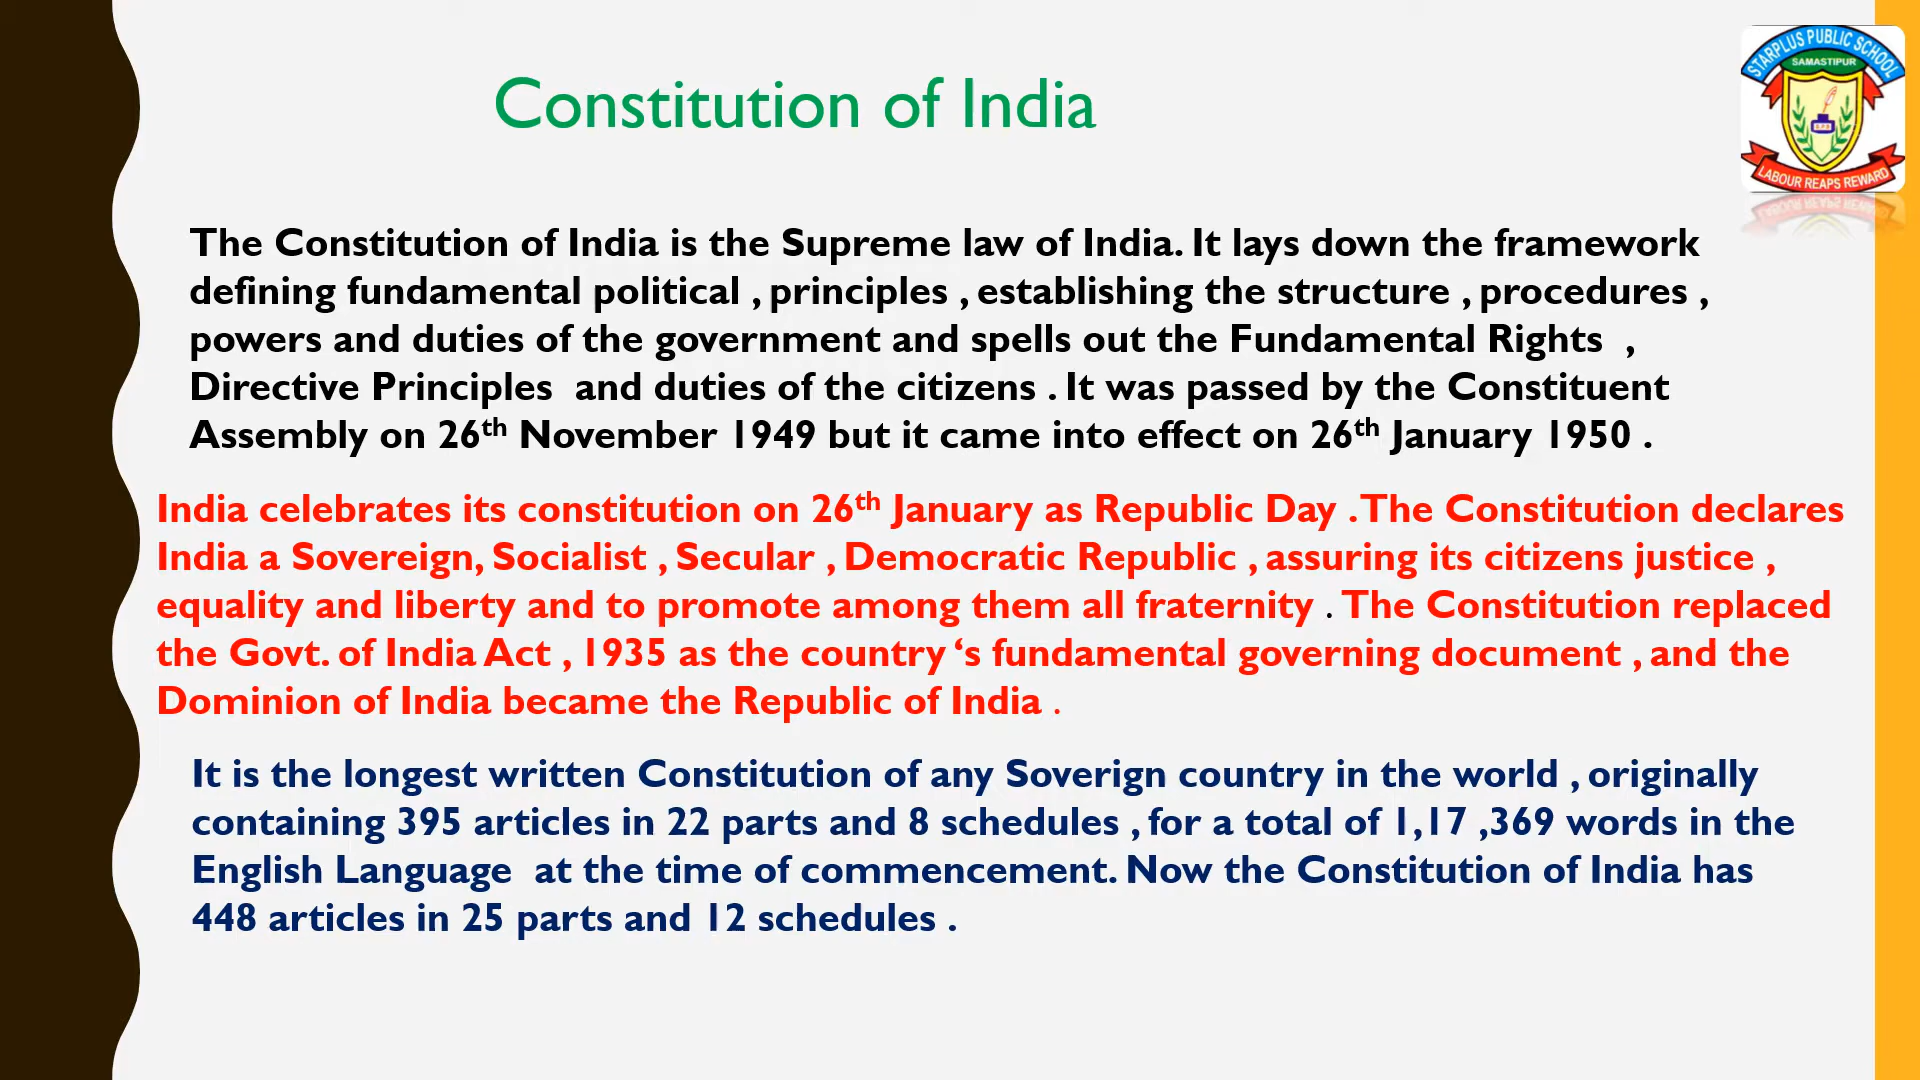 Constitution of India
STARPLUS PUBLIC SCHOOL
SAMASTIPUR
S.P.S
LABOUR REAPS REWARD
The Constitution of India is the Supreme law of India. It lays down the framework
defining fundamental political , principles , establishing the structure , procedures ,
powers and duties of the government and spells out the Fundamental Rights ,
Directive Principles and duties of the citizens . It was passed by the Constituent
Assembly on 26th November 1949 but it came into effect on 26th January 1950 .
India celebrates its constitution on 26th January as Republic Day . The Constitution declares
India a Sovereign, Socialist , Secular , Democratic Republic , assuring its citizens justice ,
equality and liberty and to promote among them all fraternity . The Constitution replaced
the Govt. of India Act , 1935 as the country ‘s fundamental governing document , and the
Dominion of India became the Republic of India .
It is the longest written Constitution of any Soverign country in the world , originally
containing 395 articles in 22 parts and 8 schedules , for a total of 1,17 ,369 words in the
English Language at the time of commencement. Now the Constitution of India has
448 articles in 25 parts and 12 schedules .